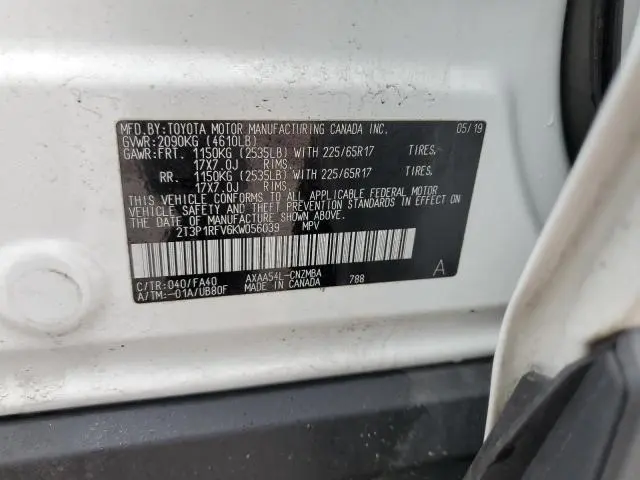 MFD.BY:TOYOTA MOTOR MANUFACTURING CANADA INC. 05/19
GVWR:2090KG (4610LB)
GAWR:FRT. 1150KG (2535LB) WITH 225/65R17 TIRES,
17X7.0J RIMS,
RR. 1150KG (2535LB) WITH 225/65R17 TIRES,
17X7.0J RIMS,
THIS VEHICLE CONFORMS TO ALL APPLICABLE FEDERAL MOTOR
VEHICLE SAFETY AND BUMPER STANDARDS IN EFFECT ON
THE DATE OF MANUFACTURE SHOWN ABOVE.
2T3P1RFV6KW056039 MPV
C/TR:040/FA40 AXAA54L-CNZMBA A
A/TM:-01A/UB80F MADE IN CANADA 788